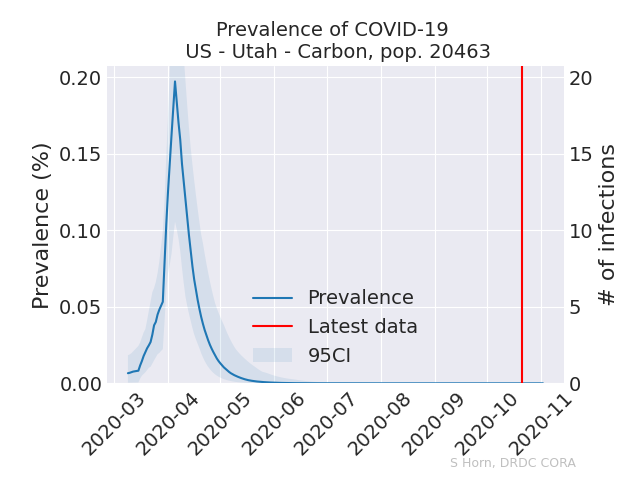 Prevalence of COVID-19
US - Utah - Carbon, pop. 20463
Prevalence (%)
0.20
0.15
0.10
0.05
0.00
20
15
10
5
0
# of infections
Prevalence
Latest data
95CI
2020-03
2020-04
2020-05
2020-06
2020-07
2020-08
2020-09
2020-10
2020-11
S Horn, DRDC CORA